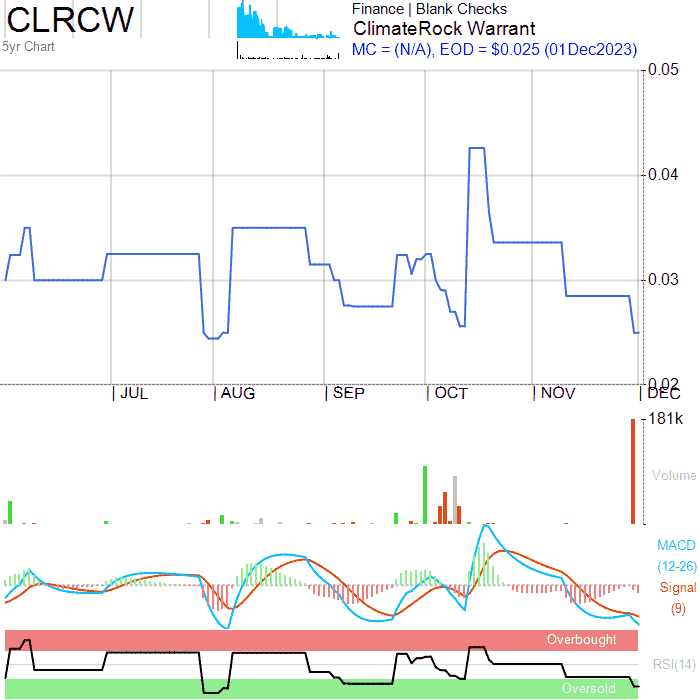 CLRCW
5yr Chart
Finance | Blank Checks
ClimateRock Warrant
MC = (N/A), EOD = $0.025 (01Dec2023)
0.05
0.04
0.03
0.02
JUL
AUG
SEP
OCT
NOV
DEC
181k
Volume
MACD
(12-26)
Signal
(9)
Overbought
RSI(14)
Oversold